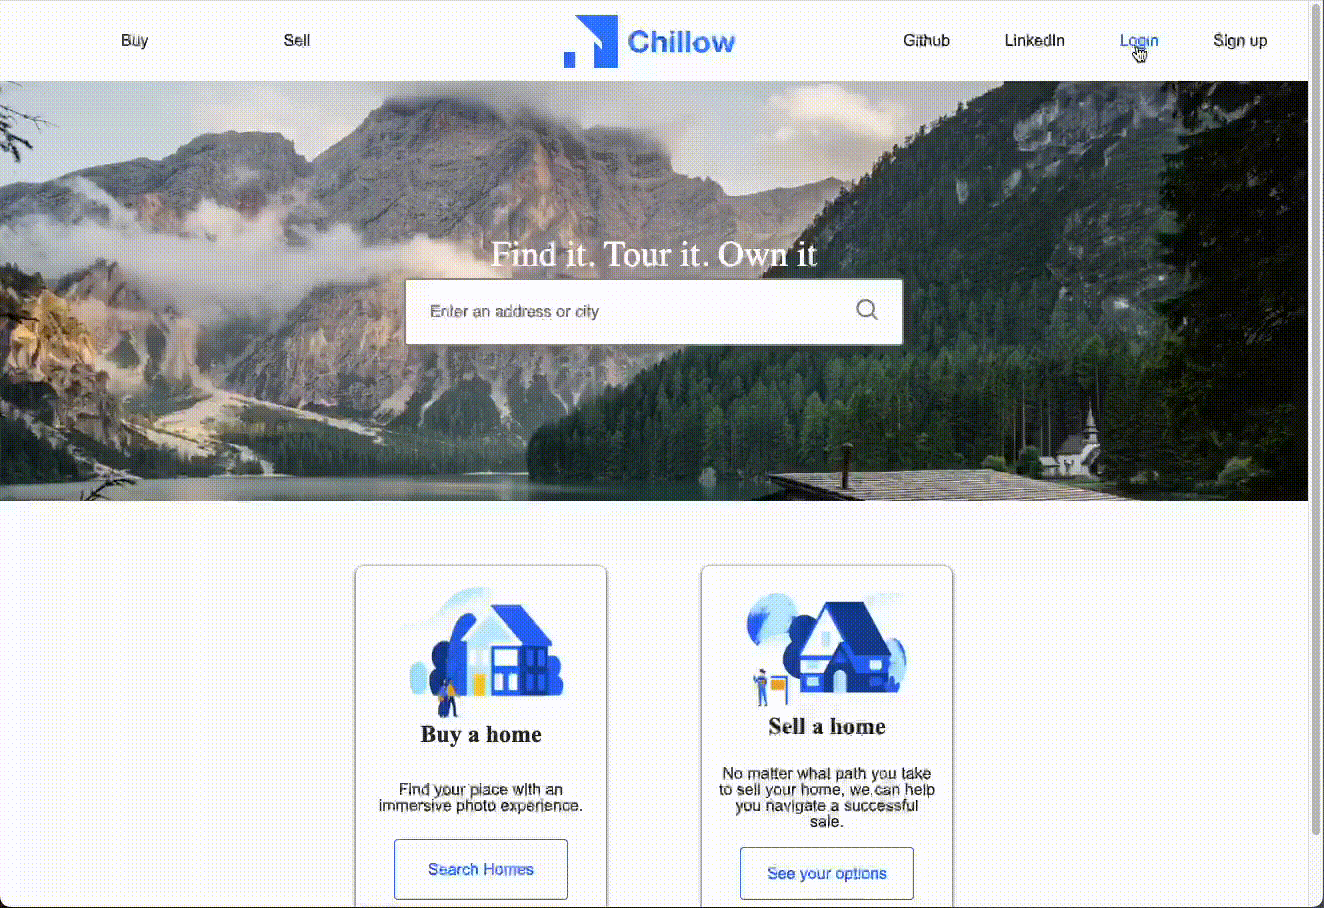 Buy
Sell
Chillow
Github
LinkedIn
Login
Sign up
Find it. Tour it. Own it
Enter an address or city
Buy a home
Find your place with an
immersive photo experience.
Search Homes
Sell a home
No matter what path you take
to sell your home, we can help
you navigate a successful
sale.
See your options